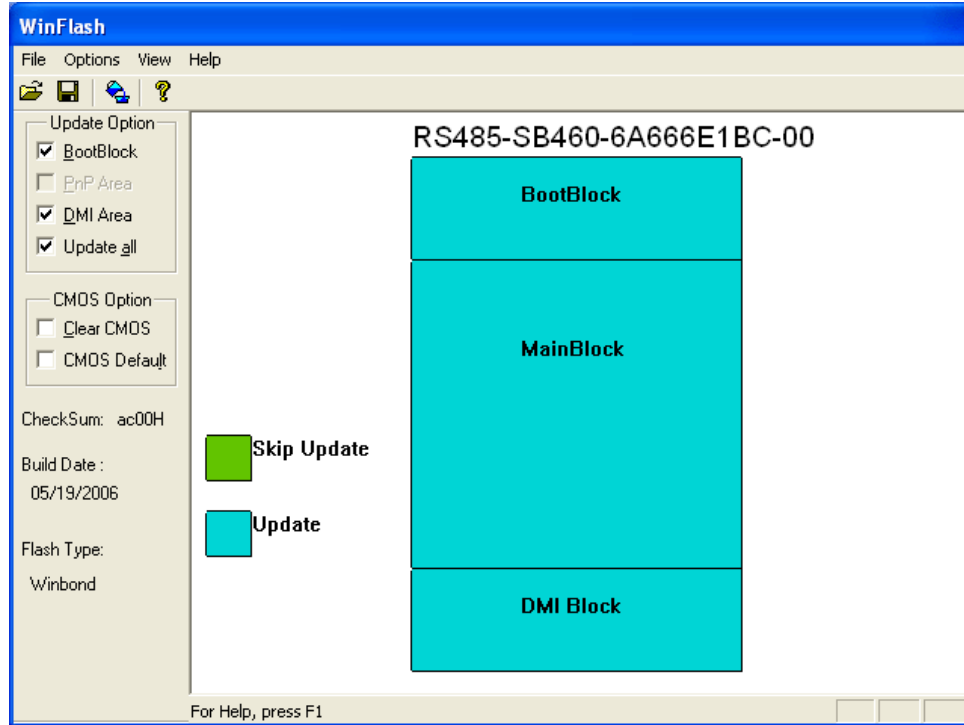 WinFlash
File Options View Help
Update Option
BootBlock
PnP Area
DMI Area
Update all
CMOS Option
Clear CMOS
CMOS Default
CheckSum: ac00H
Build Date :
05/19/2006
Flash Type:
Winbond
RS485-SB460-6A666E1BC-00
BootBlock
MainBlock
Skip Update
Update
DMI Block
For Help, press F1